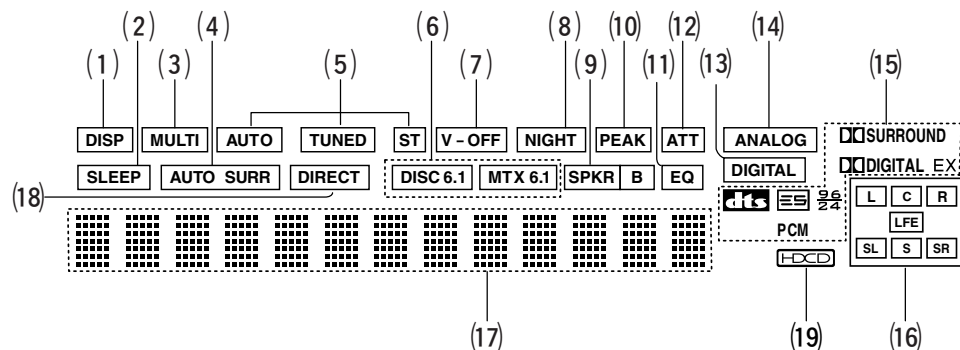 (2) (4) (6) (8) (10) (12) (14)
(1) (3) (5) (7) (9) (11) (13) (15)
DISP MULTI AUTO TUNED ST V – OFF NIGHT PEAK ATT ANALOG DD SURROUND
SLEEP AUTO SURR DIRECT DISC 6.1 MTX 6.1 SPKR B EQ DIGITAL DD DIGITAL EX
(18) dts ES 96/24 L C R
LFE
PCM
SL S SR
HDCD
(17) (19) (16)